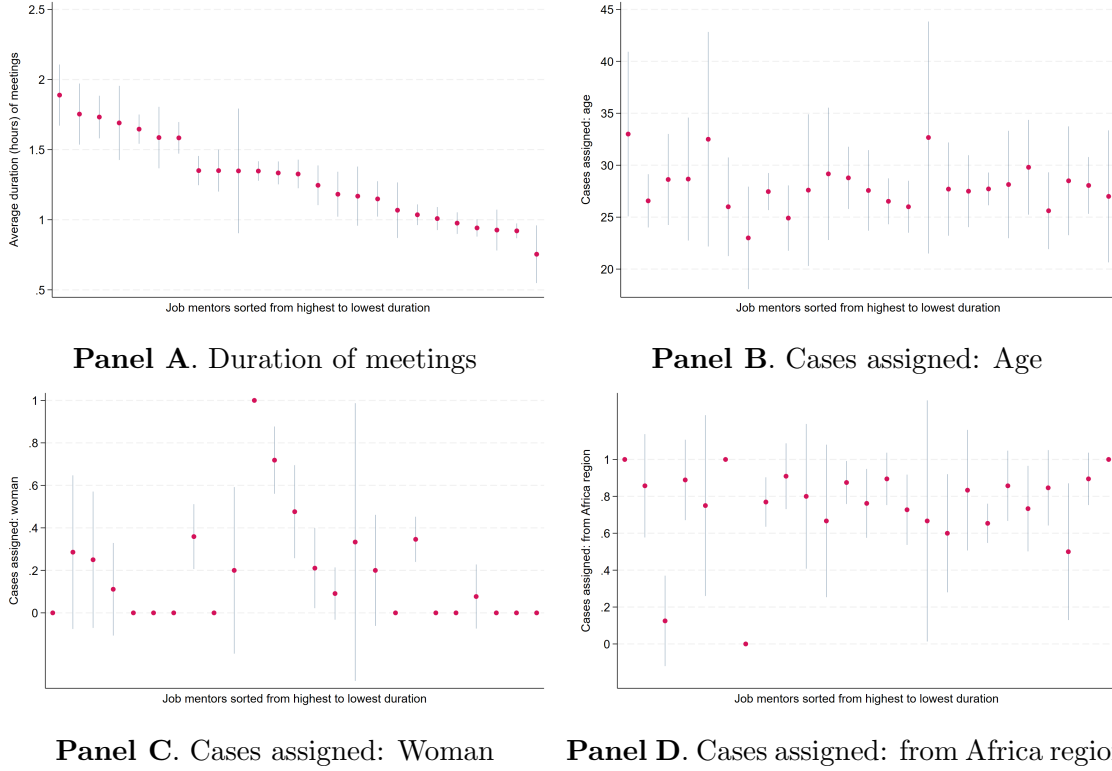 2.5
2
1.5
1
.5
Average duration (hours) of meetings
Job mentors sorted from highest to lowest duration
Panel A. Duration of meetings
45
40
35
30
25
20
Cases assigned: age
Job mentors sorted from highest to lowest duration
Panel B. Cases assigned: Age
1
.8
.6
.4
.2
0
Cases assigned: woman
Job mentors sorted from highest to lowest duration
Panel C. Cases assigned: Woman
1
.8
.6
.4
.2
0
Cases assigned: from Africa region
Job mentors sorted from highest to lowest duration
Panel D. Cases assigned: from Africa regio